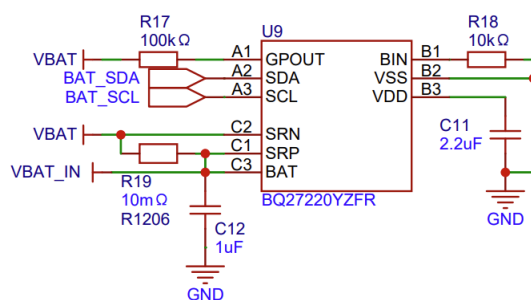 R17
100kΩ
U9
R18
10kΩ
VBAT
A1
GPOUT
BIN
B1
BAT_SDA
A2
SDA
VSS
B2
BAT_SCL
A3
SCL
VDD
B3
VBAT
C2
SRN
C1
SRP
VBAT_IN
C3
BAT
C11
2.2uF
R19
10mΩ
R1206
BQ27220YZFR
C12
1uF
GND
GND